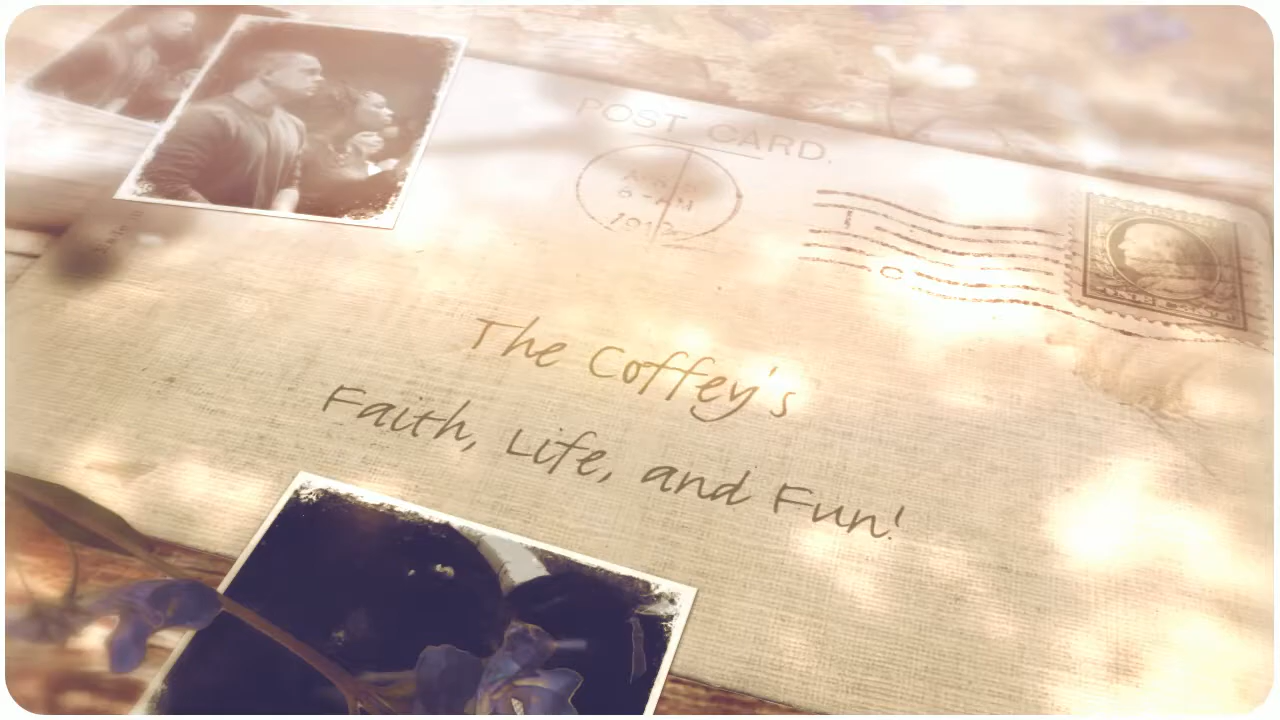 POST CARD.
The Coffey's
Faith, Life, and Fun!